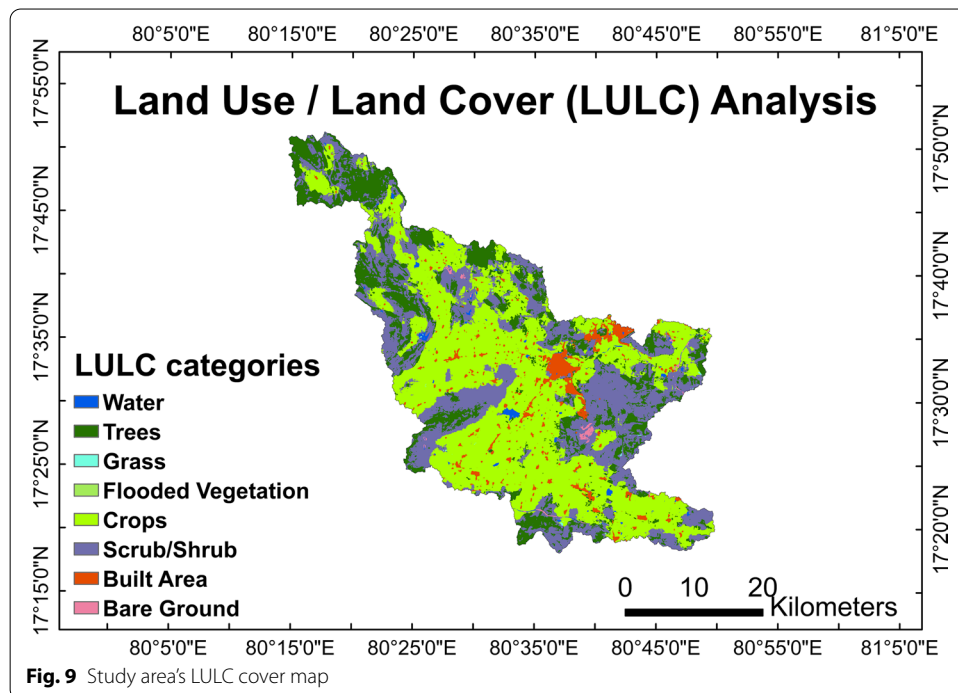 80°5'0"E 80°15'0"E 80°25'0"E 80°35'0"E 80°45'0"E 80°55'0"E 81°5'0"E
Land Use / Land Cover (LULC) Analysis
17°55'0"N
17°45'0"N
17°35'0"N
17°25'0"N
17°15'0"N
17°50'0"N
17°40'0"N
17°30'0"N
17°20'0"N
LULC categories
Water
Trees
Grass
Flooded Vegetation
Crops
Scrub/Shrub
Built Area
Bare Ground
0 10 20
Kilometers
80°5'0"E 80°15'0"E 80°25'0"E 80°35'0"E 80°45'0"E 80°55'0"E 81°5'0"E
Fig. 9 Study area's LULC cover map